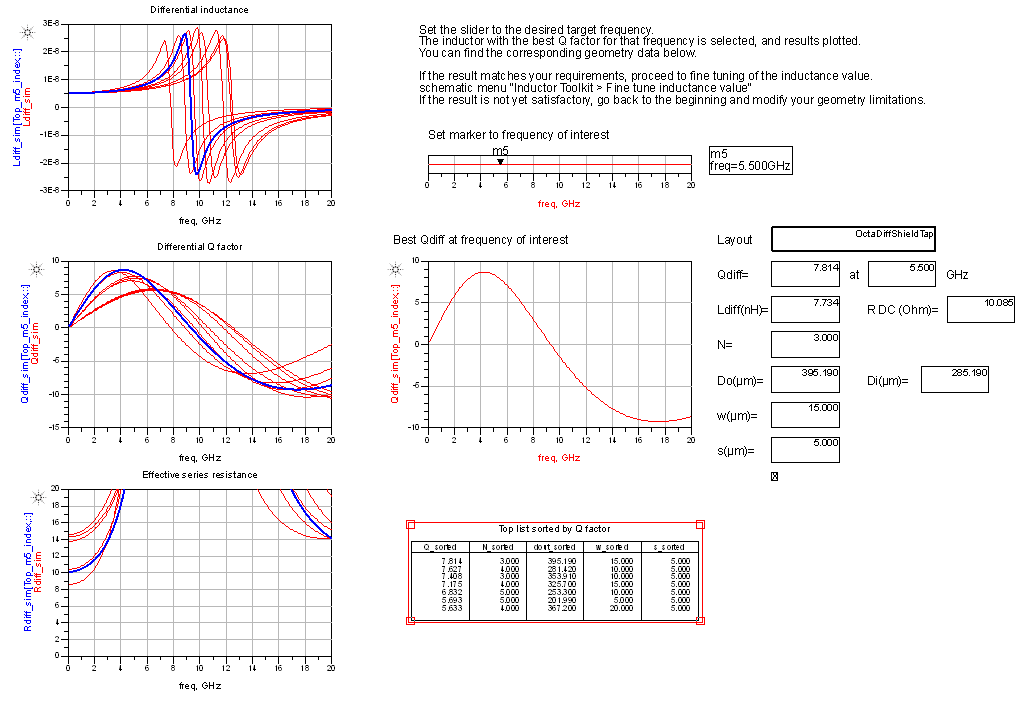 Differential inductance
3E-8
2E-8
1E-8
0
-1E-8
-2E-8
-3E-8
Ldiff_sim[Top_m5_index,::]
Ldiff_sim
0 2 4 6 8 10 12 14 16 18 20
freq, GHz
Set the slider to the desired target frequency.
The inductor with the best Q factor for that frequency is selected, and results plotted.
You can find the corresponding geometry data below.
If the result matches your requirements, proceed to fine tuning of the inductance value.
schematic menu "Inductor Toolkit > Fine tune inductance value"
If the result is not yet satisfactory, go back to the beginning and modify your geometry limitations.
Set marker to frequency of interest
m5
0 2 4 6 8 10 12 14 16 18 20
freq, GHz
m5
freq=5.500GHz
Differential Q factor
10
5
0
-5
-10
-15
Qdiff_sim[Top_m5_index,::]
Qdiff_sim
0 2 4 6 8 10 12 14 16 18 20
freq, GHz
Best Qdiff at frequency of interest
10
5
0
-5
-10
Qdiff_sim[Top_m5_index,::]
0 2 4 6 8 10 12 14 16 18 20
freq, GHz
Layout OctaDiffShieldTap
Qdiff= 7.814 at 5.500 GHz
Ldiff(nH)= 7.734 R DC (Ohm)= 10.085
N= 3.000
Do(µm)= 395.190 Di(µm)= 285.190
w(µm)= 15.000
s(µm)= 5.000
Effective series resistance
20
18
16
14
12
10
8
6
4
2
0
Rdiff_sim[Top_m5_index,::]
Rdiff_sim
0 2 4 6 8 10 12 14 16 18 20
freq, GHz
Top list sorted by Q factor
Q_sorted N_sorted dout_sorted w_sorted s_sorted
7.814 3.000 395.190 15.000 5.000
7.627 4.000 281.420 10.000 5.000
7.408 3.000 353.910 10.000 5.000
7.175 4.000 325.700 15.000 5.000
6.832 5.000 253.300 10.000 5.000
5.693 5.000 201.990 5.000 5.000
5.633 4.000 367.200 20.000 5.000